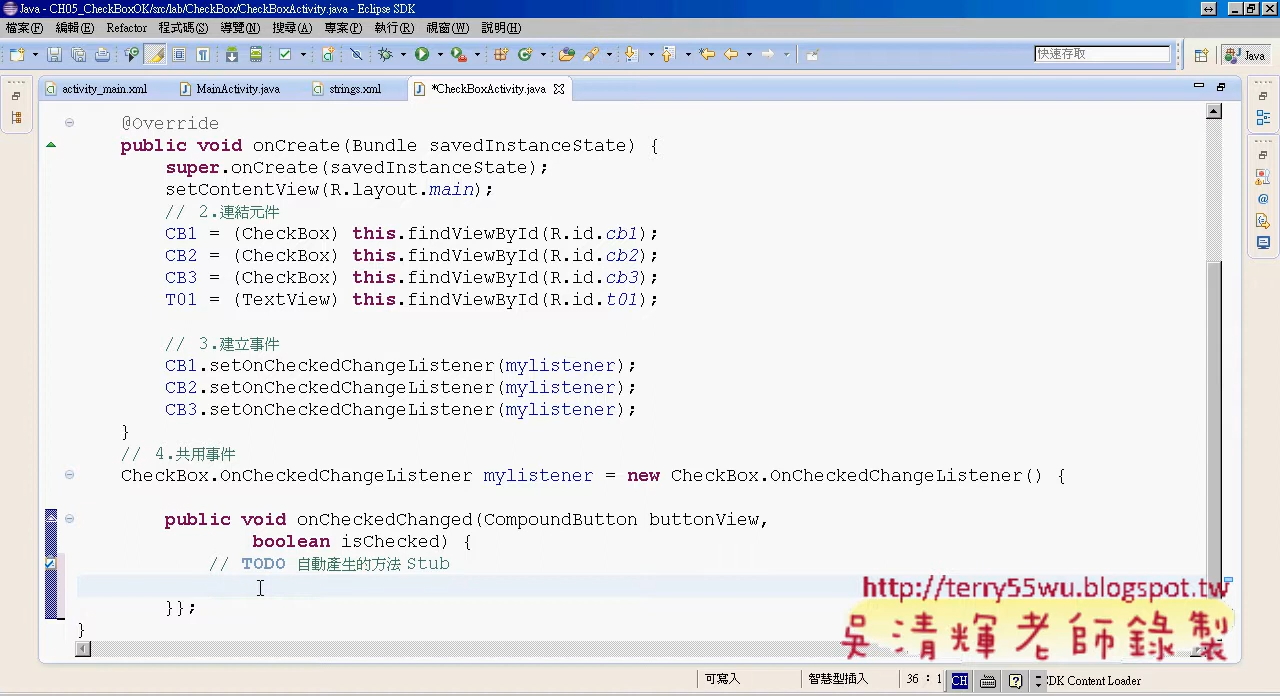 Java - CH05_CheckBoxOK/src/lab/CheckBox/CheckBoxActivity.java - Eclipse SDK
檔案(F) 編輯(E) Refactor 程式碼(S) 導覽(N) 搜尋(A) 專案(P) 執行(R) 視窗(W) 說明(H)
快速存取 Java
activity_main.xml MainActivity.java strings.xml *CheckBoxActivity.java
@Override
public void onCreate(Bundle savedInstanceState) {
super.onCreate(savedInstanceState);
setContentView(R.layout.main);
// 2.連結元件
CB1 = (CheckBox) this.findViewById(R.id.cb1);
CB2 = (CheckBox) this.findViewById(R.id.cb2);
CB3 = (CheckBox) this.findViewById(R.id.cb3);
T01 = (TextView) this.findViewById(R.id.t01);
// 3.建立事件
CB1.setOnCheckedChangeListener(mylistener);
CB2.setOnCheckedChangeListener(mylistener);
CB3.setOnCheckedChangeListener(mylistener);
}
// 4.共用事件
CheckBox.OnCheckedChangeListener mylistener = new CheckBox.OnCheckedChangeListener() {
public void onCheckedChanged(CompoundButton buttonView,
boolean isChecked) {
// TODO 自動產生的方法 Stub
}};
}
http://terry55wu.blogspot.tw
吳清輝老師錄製
可寫入 智慧型插入 36 : 1 CH DK Content Loader